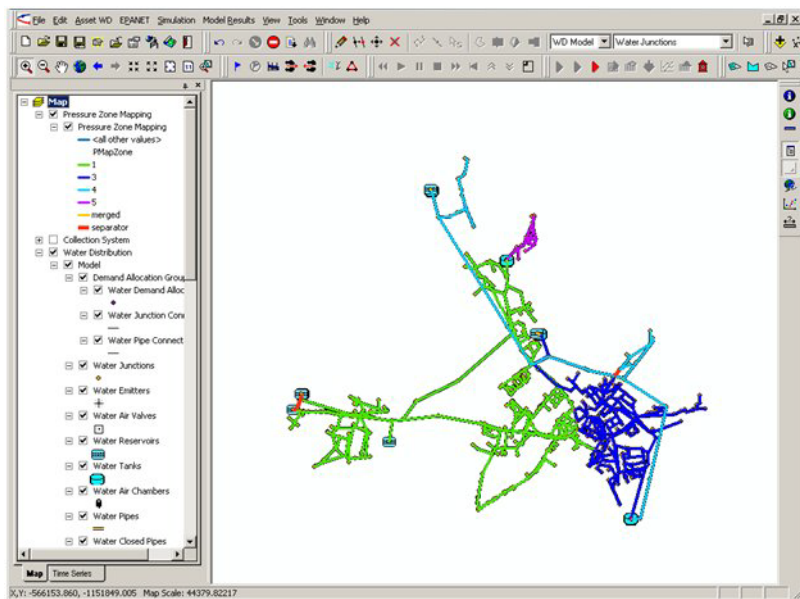 File Edit Asset WD EPANET Simulation Model Results View Tools Window Help
WD Model Water Junctions
Map
Pressure Zone Mapping
Pressure Zone Mapping
<all other values>
PMapZone
1
3
4
5
merged
separator
Collection System
Water Distribution
Model
Demand Allocation Grou
Water Demand Alloc
Water Junction Conn
Water Pipe Connect
Water Junctions
Water Emitters
Water Air Valves
Water Reservoirs
Water Tanks
Water Air Chambers
Water Pipes
Water Closed Pipes
Map Time Series
X,Y: -566153.860, -1151849.005 Map Scale: 44379.82217